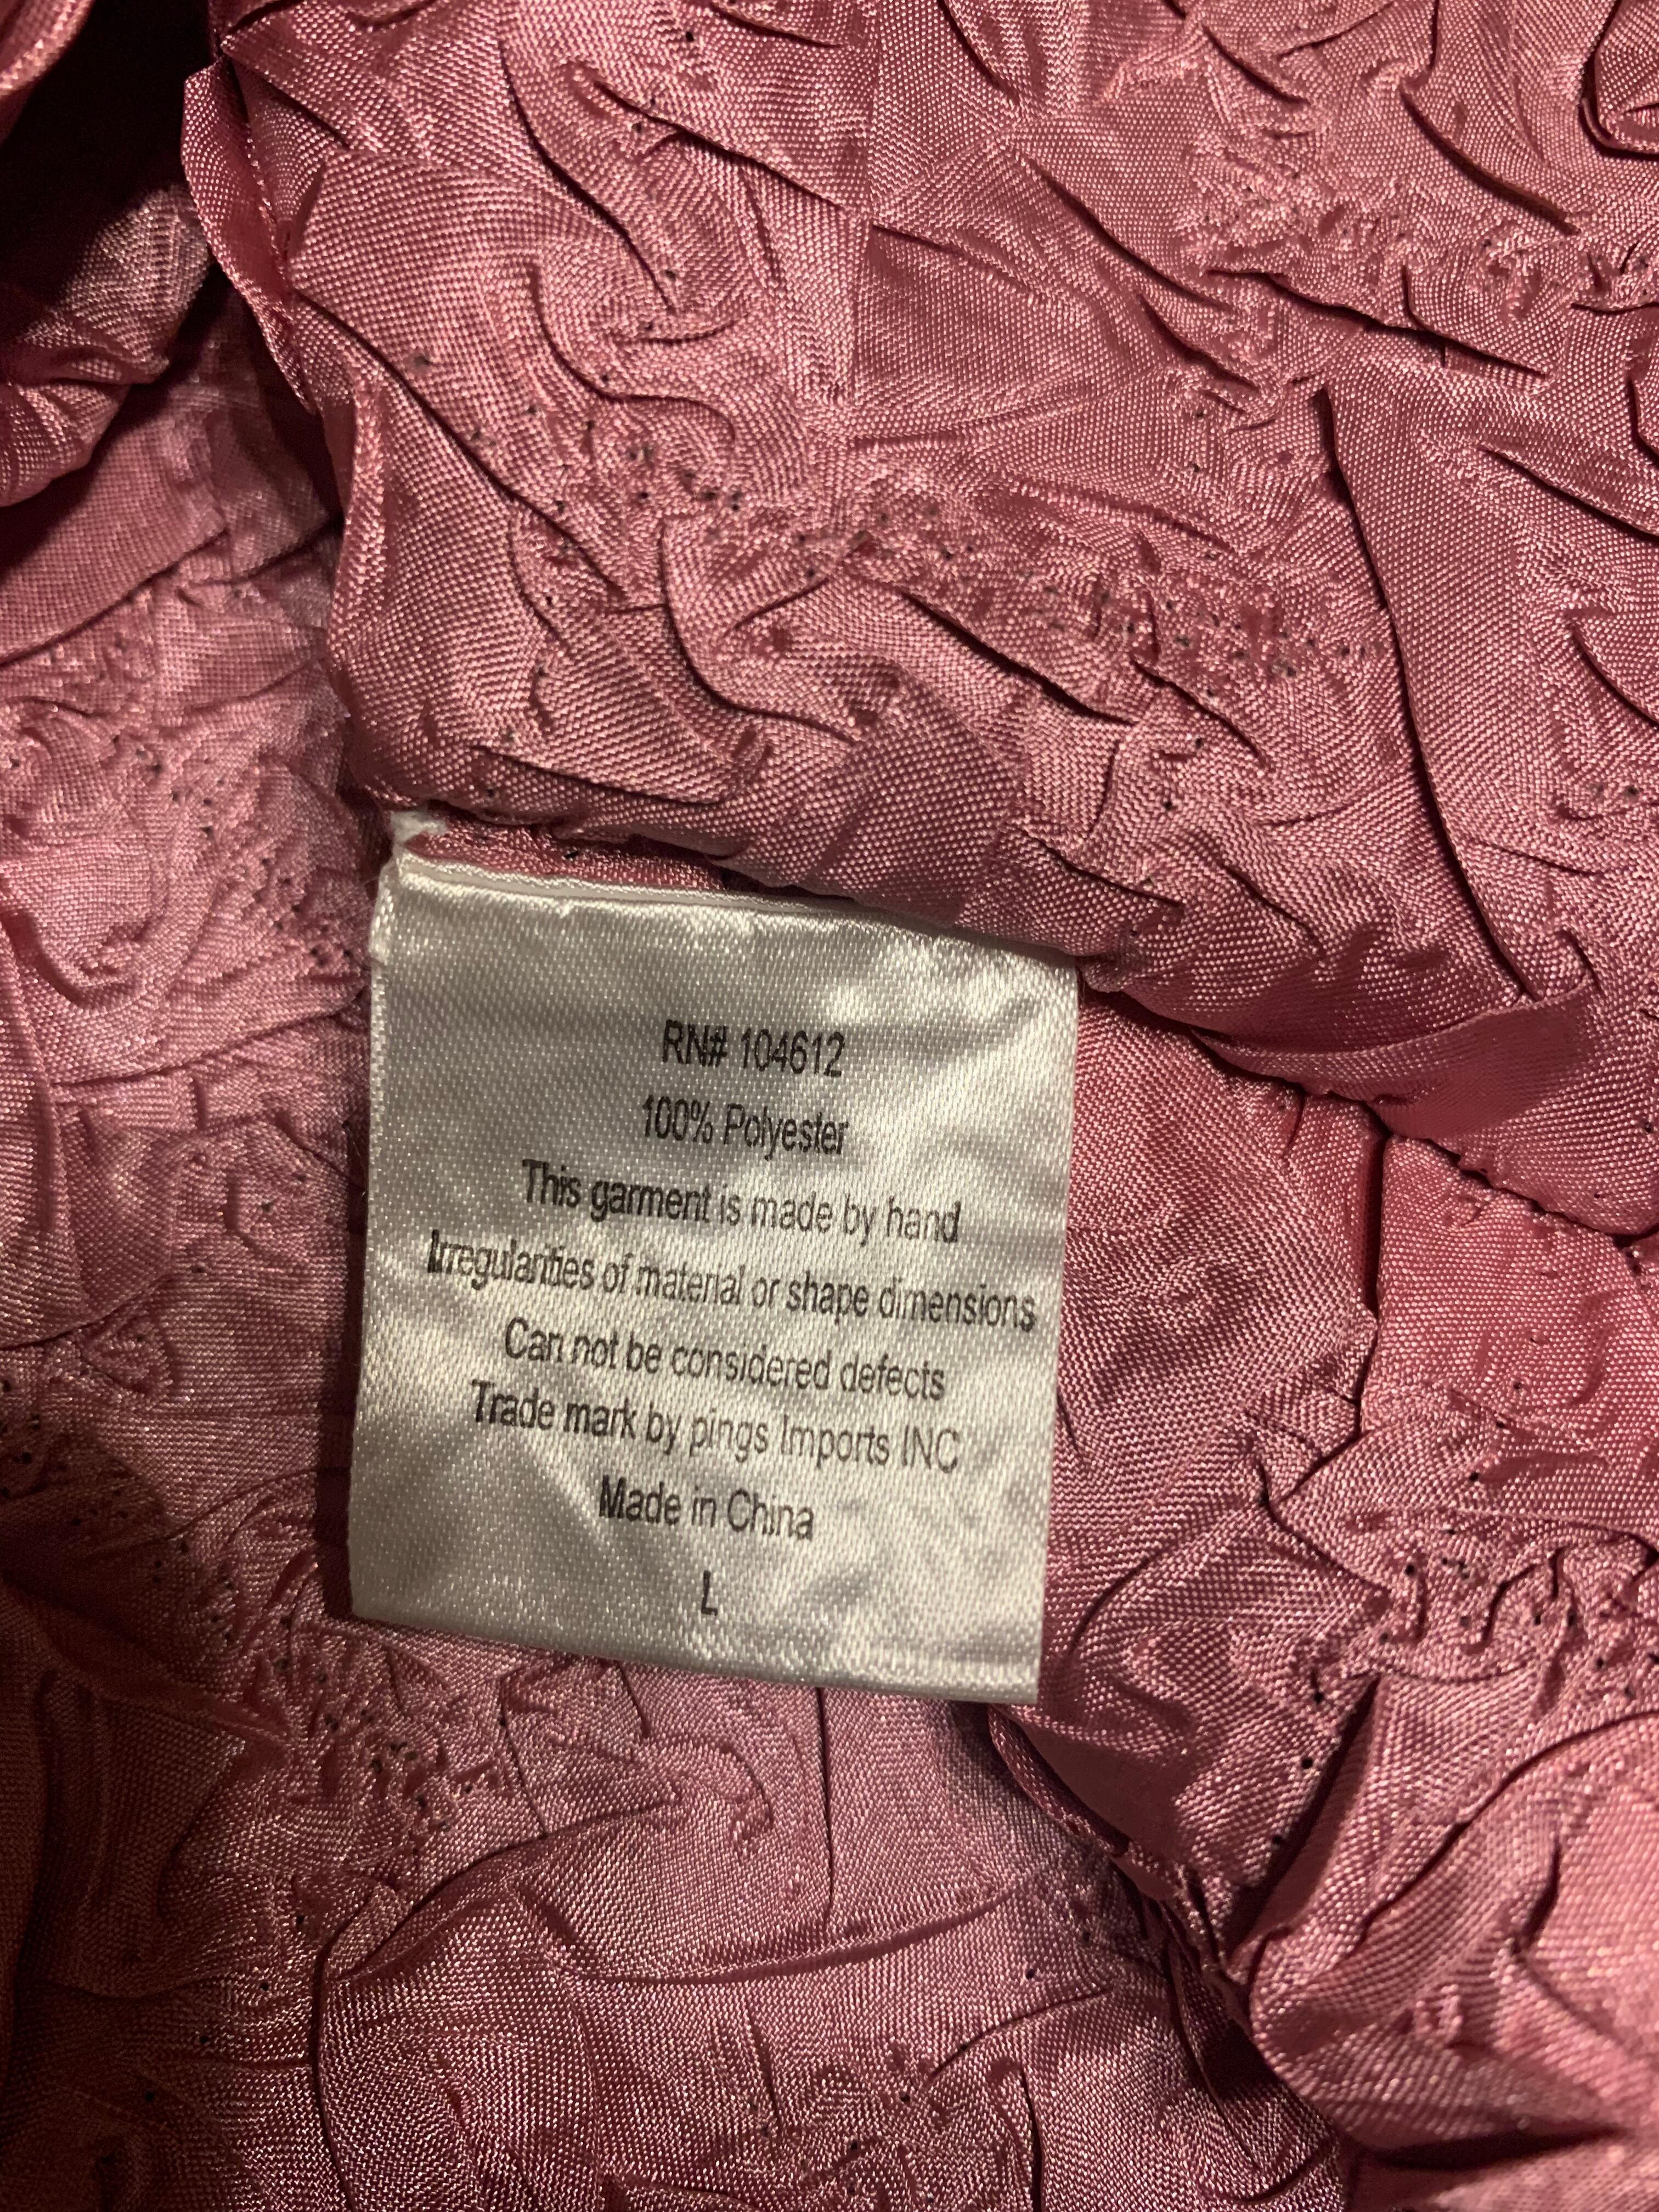 RN# 104612
100% Polyester
This garment is made by hand
Irregularities of material or shape dimensions
Can not be considered defects
Trade mark by pings Imports INC
Made in China
L